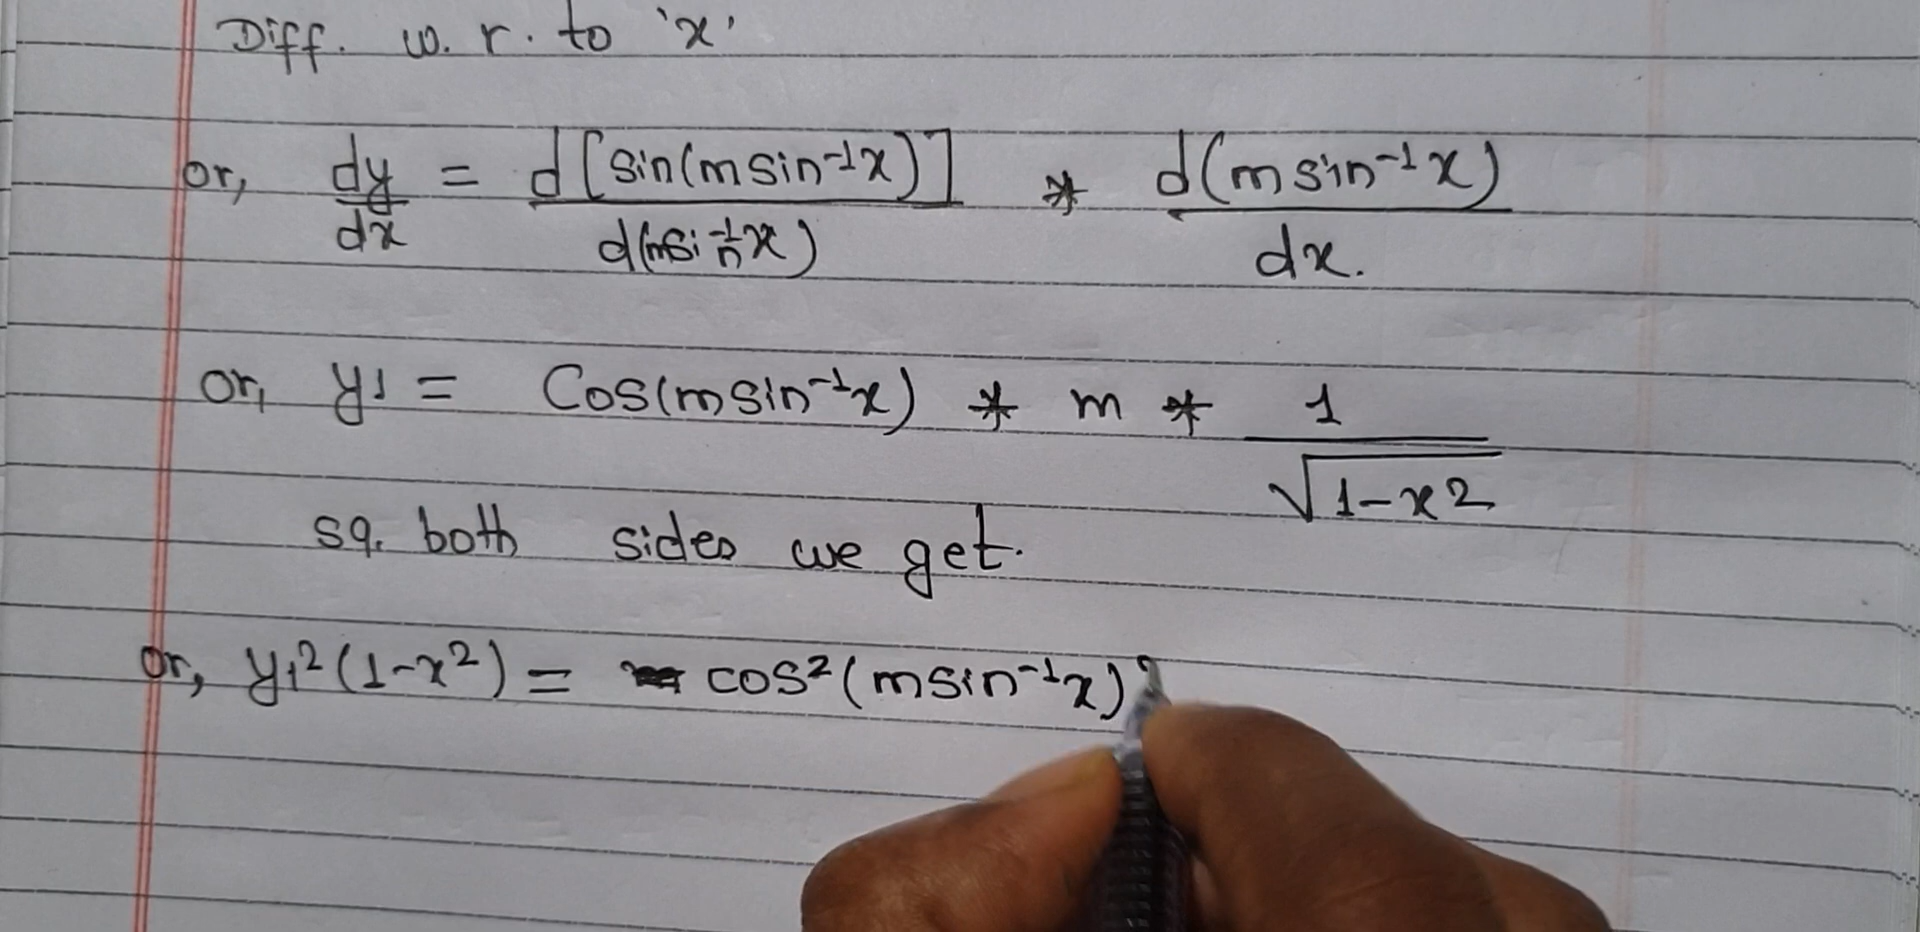 Diff. w. r. to 'x'
or, dy/dx = d[sin(m sin⁻¹x)]/d(m sin⁻¹x) * d(m sin⁻¹x)/dx.
or, y₁ = Cos(m sin⁻¹x) * m * 1/√1-x²
sq. both sides we get.
or, y₁²(1-x²) = cos²(m sin⁻¹x)